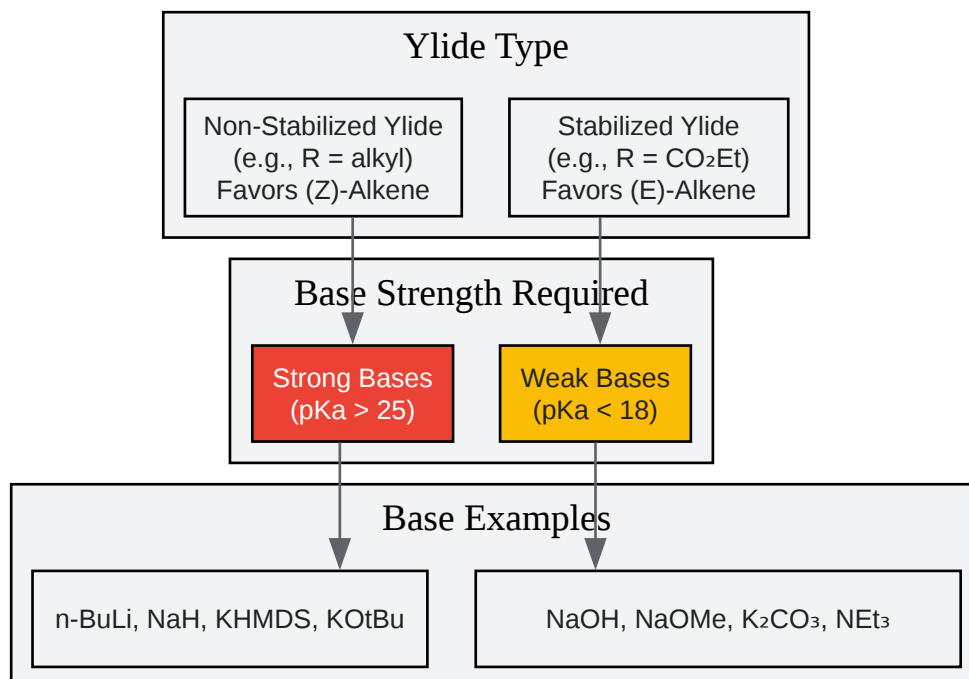 Ylide Type
Non-Stabilized Ylide
(e.g., R = alkyl)
Favors (Z)-Alkene
Stabilized Ylide
(e.g., R = CO₂Et)
Favors (E)-Alkene
Base Strength Required
Strong Bases
(pKa > 25)
Weak Bases
(pKa < 18)
Base Examples
n-BuLi, NaH, KHMDS, KOtBu
NaOH, NaOMe, K₂CO₃, NEt₃